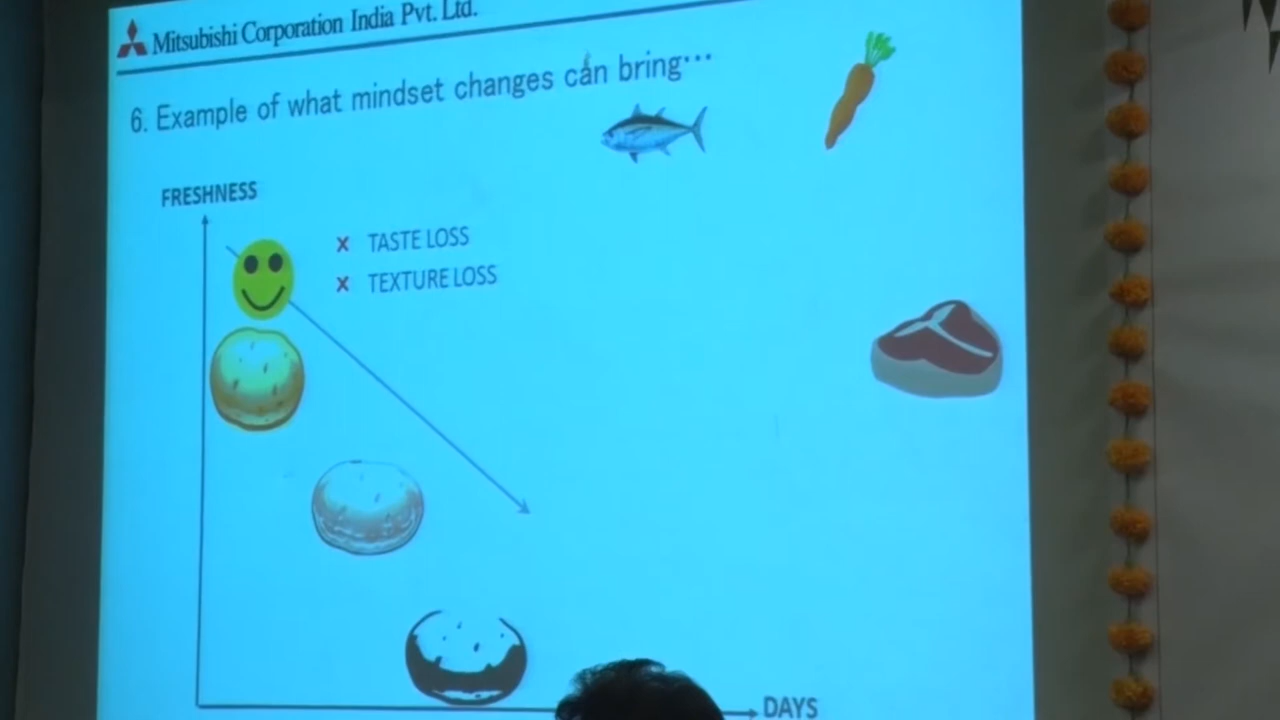 Mitsubishi Corporation India Pvt. Ltd.
6. Example of what mindset changes can bring…
FRESHNESS
x TASTE LOSS
x TEXTURE LOSS
DAYS